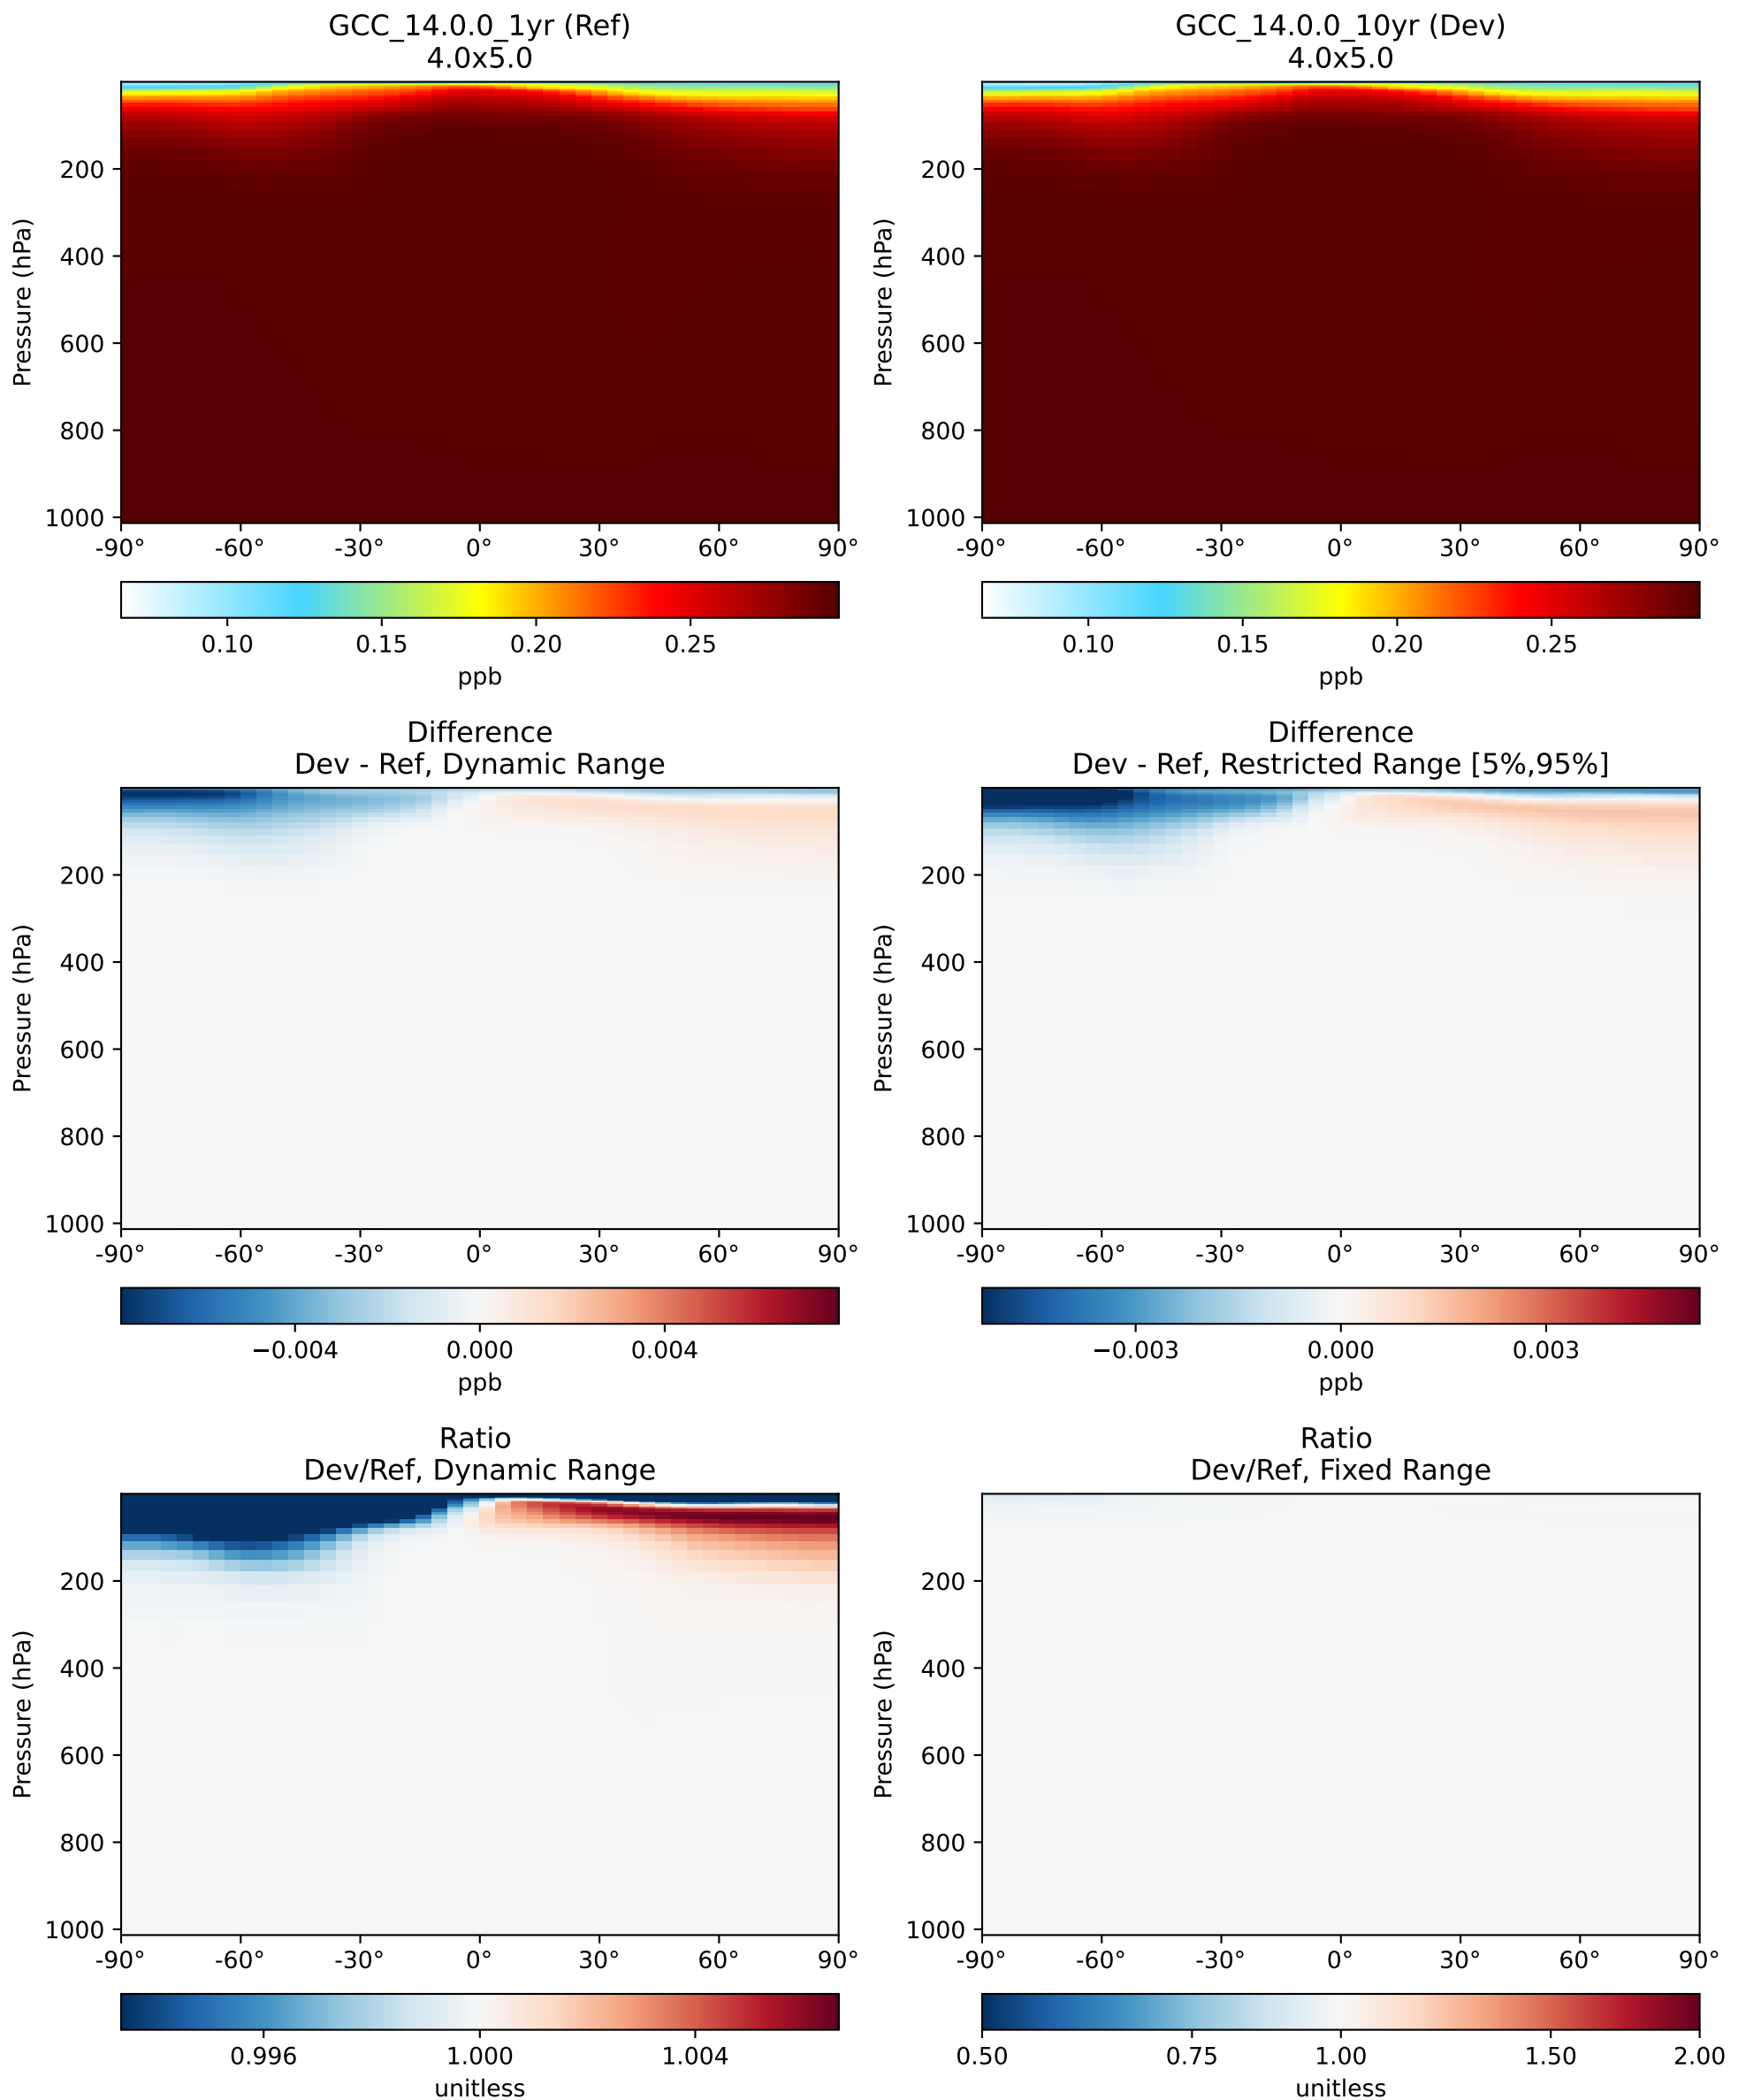 GCC_14.0.0_1yr (Ref)
4.0x5.0
GCC_14.0.0_10yr (Dev)
4.0x5.0
Pressure (hPa)
200
400
600
800
1000
-90° -60° -30° 0° 30° 60° 90°
0.10 0.15 0.20 0.25
ppb
Pressure (hPa)
200
400
600
800
1000
-90° -60° -30° 0° 30° 60° 90°
0.10 0.15 0.20 0.25
ppb
Difference
Dev - Ref, Dynamic Range
Difference
Dev - Ref, Restricted Range [5%,95%]
Pressure (hPa)
200
400
600
800
1000
-90° -60° -30° 0° 30° 60° 90°
−0.004 0.000 0.004
ppb
Pressure (hPa)
200
400
600
800
1000
-90° -60° -30° 0° 30° 60° 90°
−0.003 0.000 0.003
ppb
Ratio
Dev/Ref, Dynamic Range
Ratio
Dev/Ref, Fixed Range
Pressure (hPa)
200
400
600
800
1000
-90° -60° -30° 0° 30° 60° 90°
0.996 1.000 1.004
unitless
Pressure (hPa)
200
400
600
800
1000
-90° -60° -30° 0° 30° 60° 90°
0.50 0.75 1.00 1.50 2.00
unitless